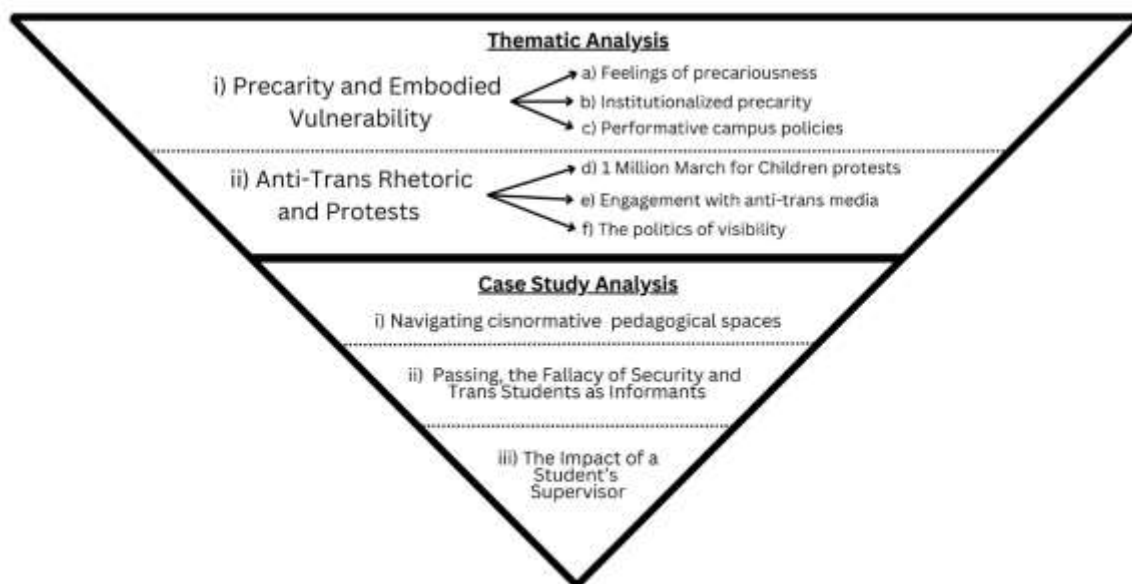 Thematic Analysis
i) Precarity and Embodied
Vulnerability
a) Feelings of precariousness
b) Institutionalized precarity
c) Performative campus policies
ii) Anti-Trans Rhetoric
and Protests
d) 1 Million March for Children protests
e) Engagement with anti-trans media
f) The politics of visibility
Case Study Analysis
i) Navigating cisnormative pedagogical spaces
ii) Passing, the Fallacy of Security and
Trans Students as Informants
iii) The Impact of a
Student's
Supervisor